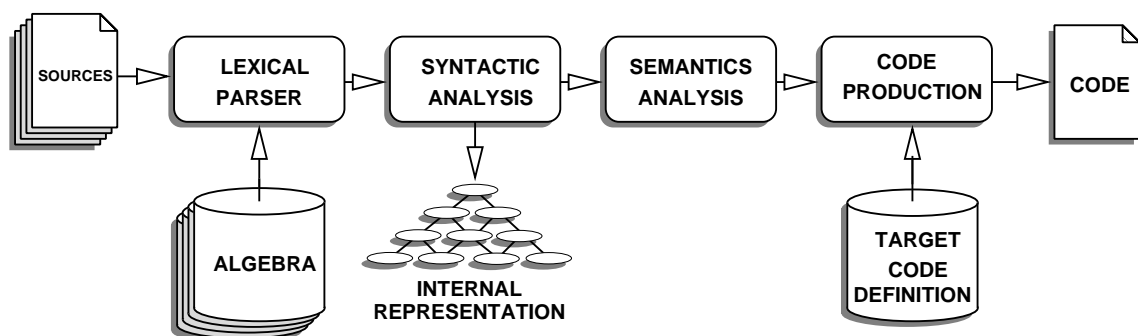 SOURCES
LEXICAL
PARSER
SYNTACTIC
ANALYSIS
SEMANTICS
ANALYSIS
CODE
PRODUCTION
CODE
ALGEBRA
INTERNAL
REPRESENTATION
TARGET
CODE
DEFINITION